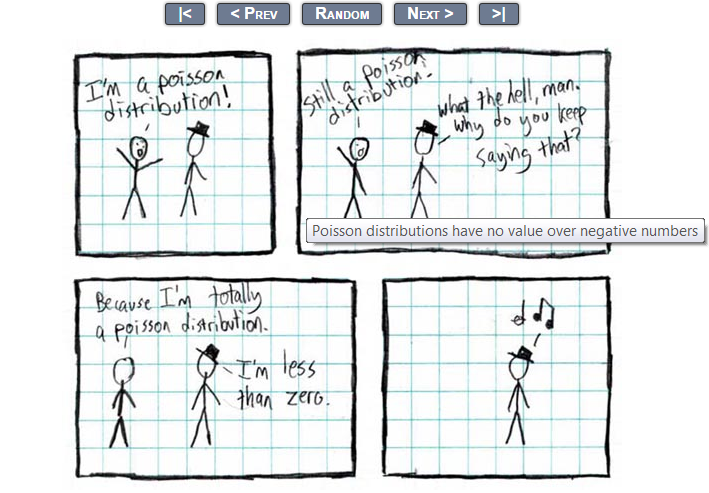 |<
< Prev
Random
Next >
>|
I'm a poisson
distribution!
Still a poisson
distribution.
What the hell, man.
Why do you keep
saying that?
Poisson distributions have no value over negative numbers
Because I'm totally
a poisson distribution.
I'm less
than zero.